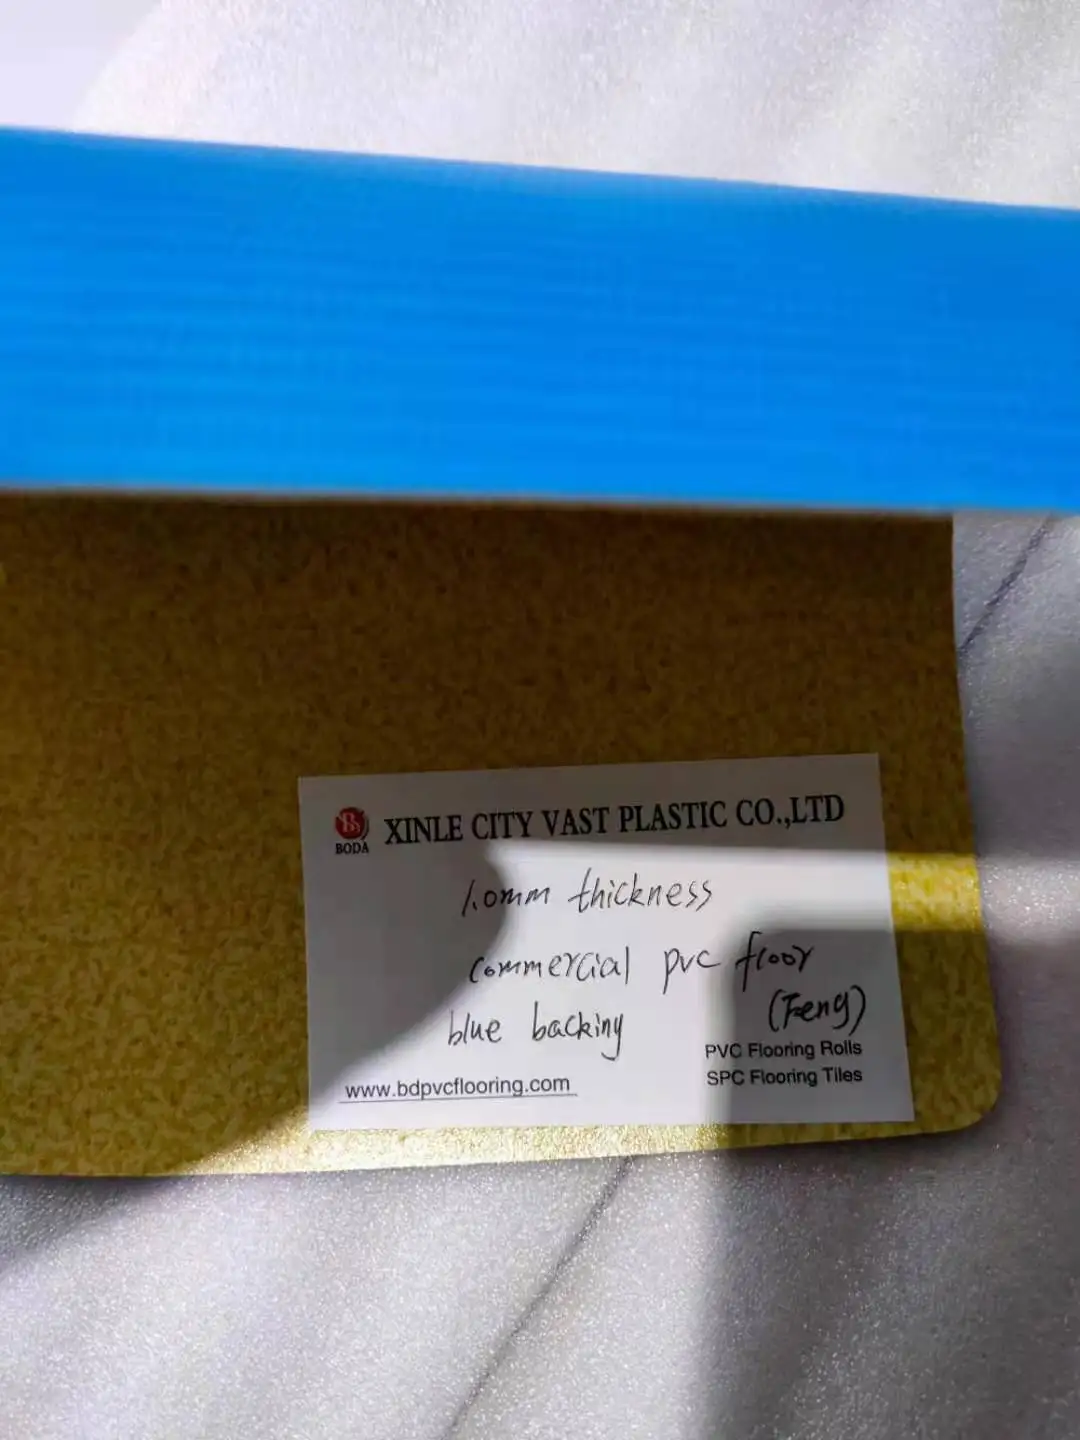 BODA
XINLE CITY VAST PLASTIC CO.,LTD
1.0mm thickness
commercial pvc floor
(Feng)
blue backing
PVC Flooring Rolls
SPC Flooring Tiles
www.bdpvcflooring.com